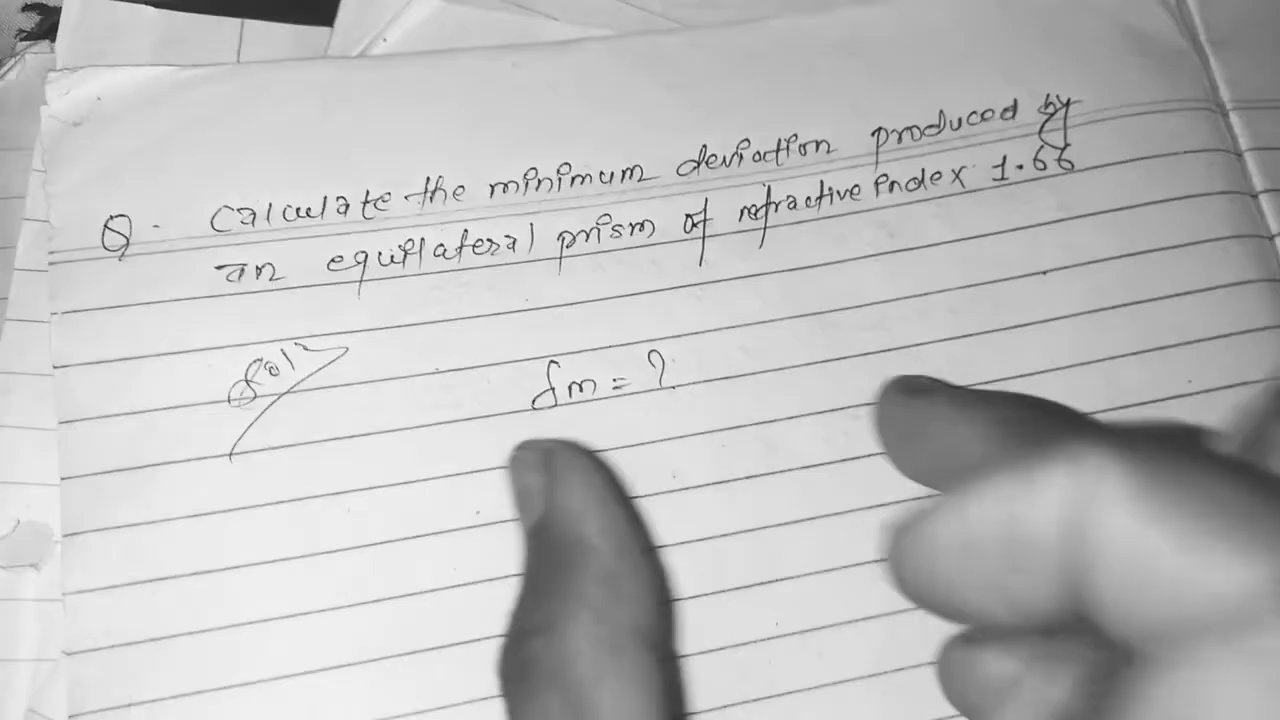 Q. Calculate the minimum deviation produced by
an equilateral prism of refractive index 1.66
Sol^n
δm = ?